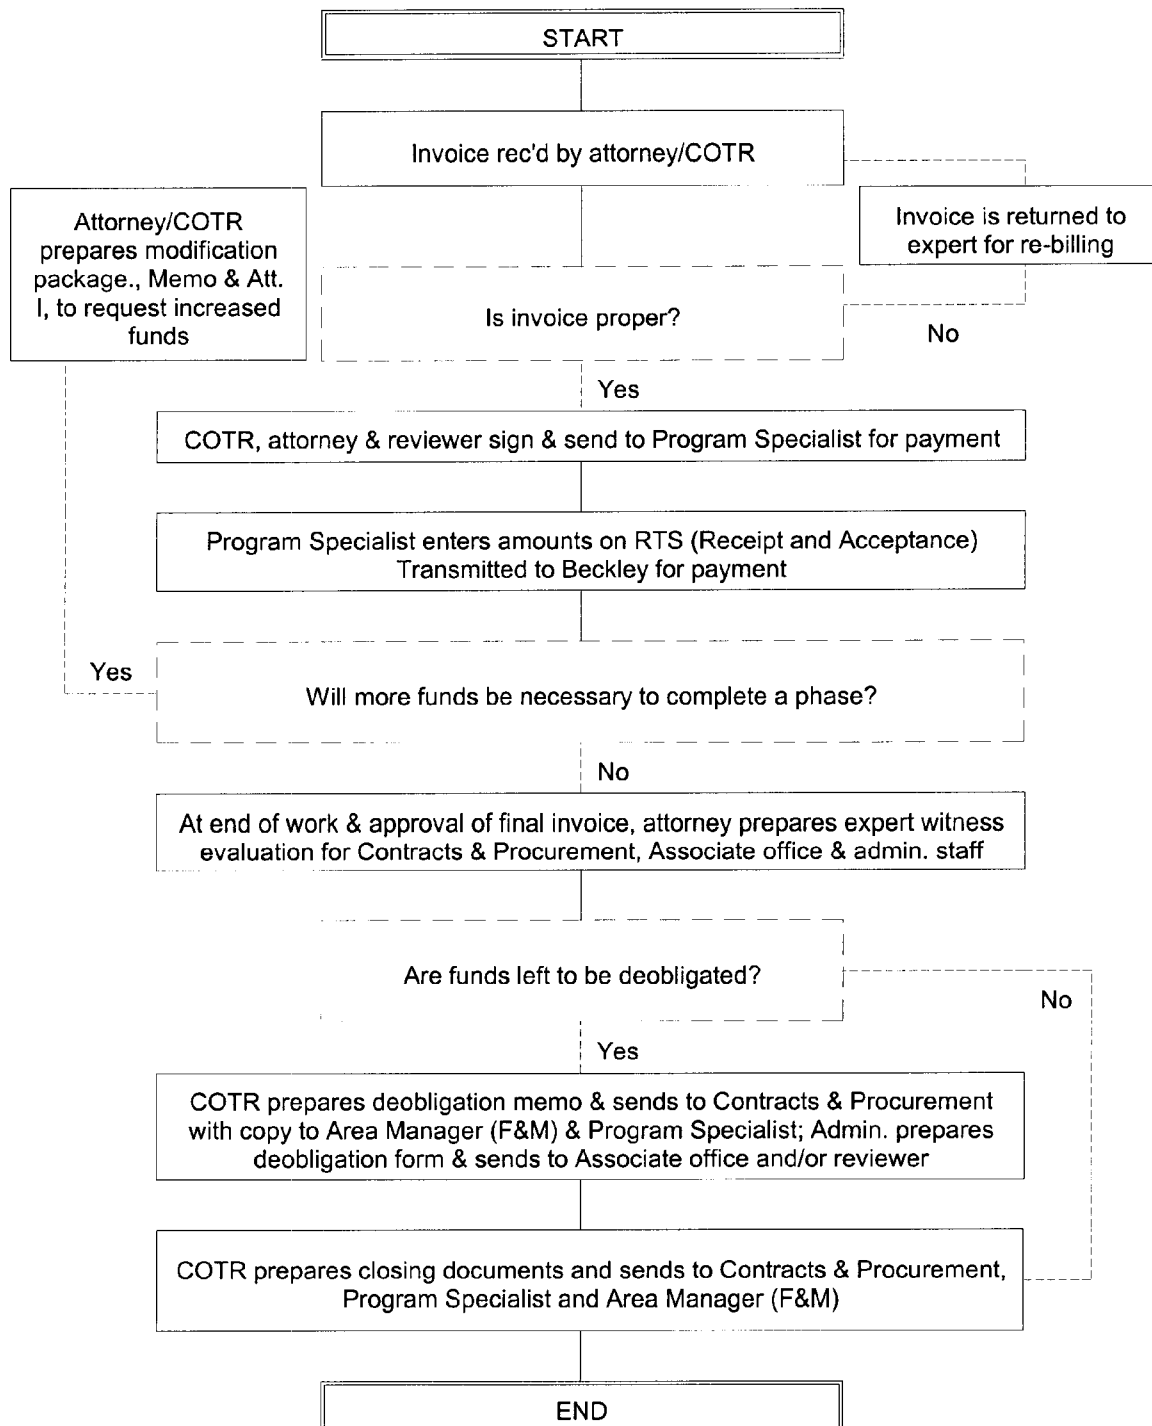 START
Invoice rec'd by attorney/COTR
Attorney/COTR
prepares modification
package., Memo & Att.
I, to request increased
funds
Invoice is returned to
expert for re-billing
Is invoice proper?
No
Yes
COTR, attorney & reviewer sign & send to Program Specialist for payment
Program Specialist enters amounts on RTS (Receipt and Acceptance)
Transmitted to Beckley for payment
Yes
Will more funds be necessary to complete a phase?
No
At end of work & approval of final invoice, attorney prepares expert witness
evaluation for Contracts & Procurement, Associate office & admin. staff
Are funds left to be deobligated?
No
Yes
COTR prepares deobligation memo & sends to Contracts & Procurement
with copy to Area Manager (F&M) & Program Specialist; Admin. prepares
deobligation form & sends to Associate office and/or reviewer
COTR prepares closing documents and sends to Contracts & Procurement,
Program Specialist and Area Manager (F&M)
END